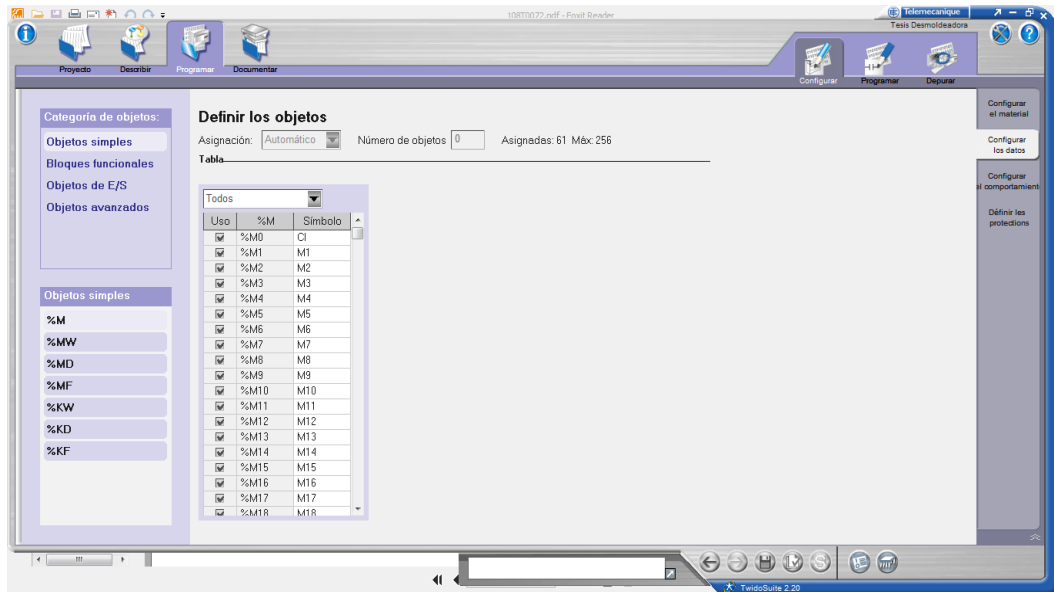 108T0072.pdf - Foxit Reader
Telemecanique
Tesis Desmoldeadora
Proyecto Describir Programar Documentar
Configurar Programar Depurar
Categoría de objetos:
Objetos simples
Bloques funcionales
Objetos de E/S
Objetos avanzados
Objetos simples
%M
%MW
%MD
%MF
%KW
%KD
%KF
Definir los objetos
Asignación: Automático Número de objetos 0 Asignadas: 61 Máx: 256
Tabla
Todos
Uso %M Símbolo
%M0 CI
%M1 M1
%M2 M2
%M3 M3
%M4 M4
%M5 M5
%M6 M6
%M7 M7
%M8 M8
%M9 M9
%M10 M10
%M11 M11
%M12 M12
%M13 M13
%M14 M14
%M15 M15
%M16 M16
%M17 M17
%M18 M18
Configurar
el material
Configurar
los datos
Configurar
el comportamient
Définir les
protections
TwidoSuite 2.20